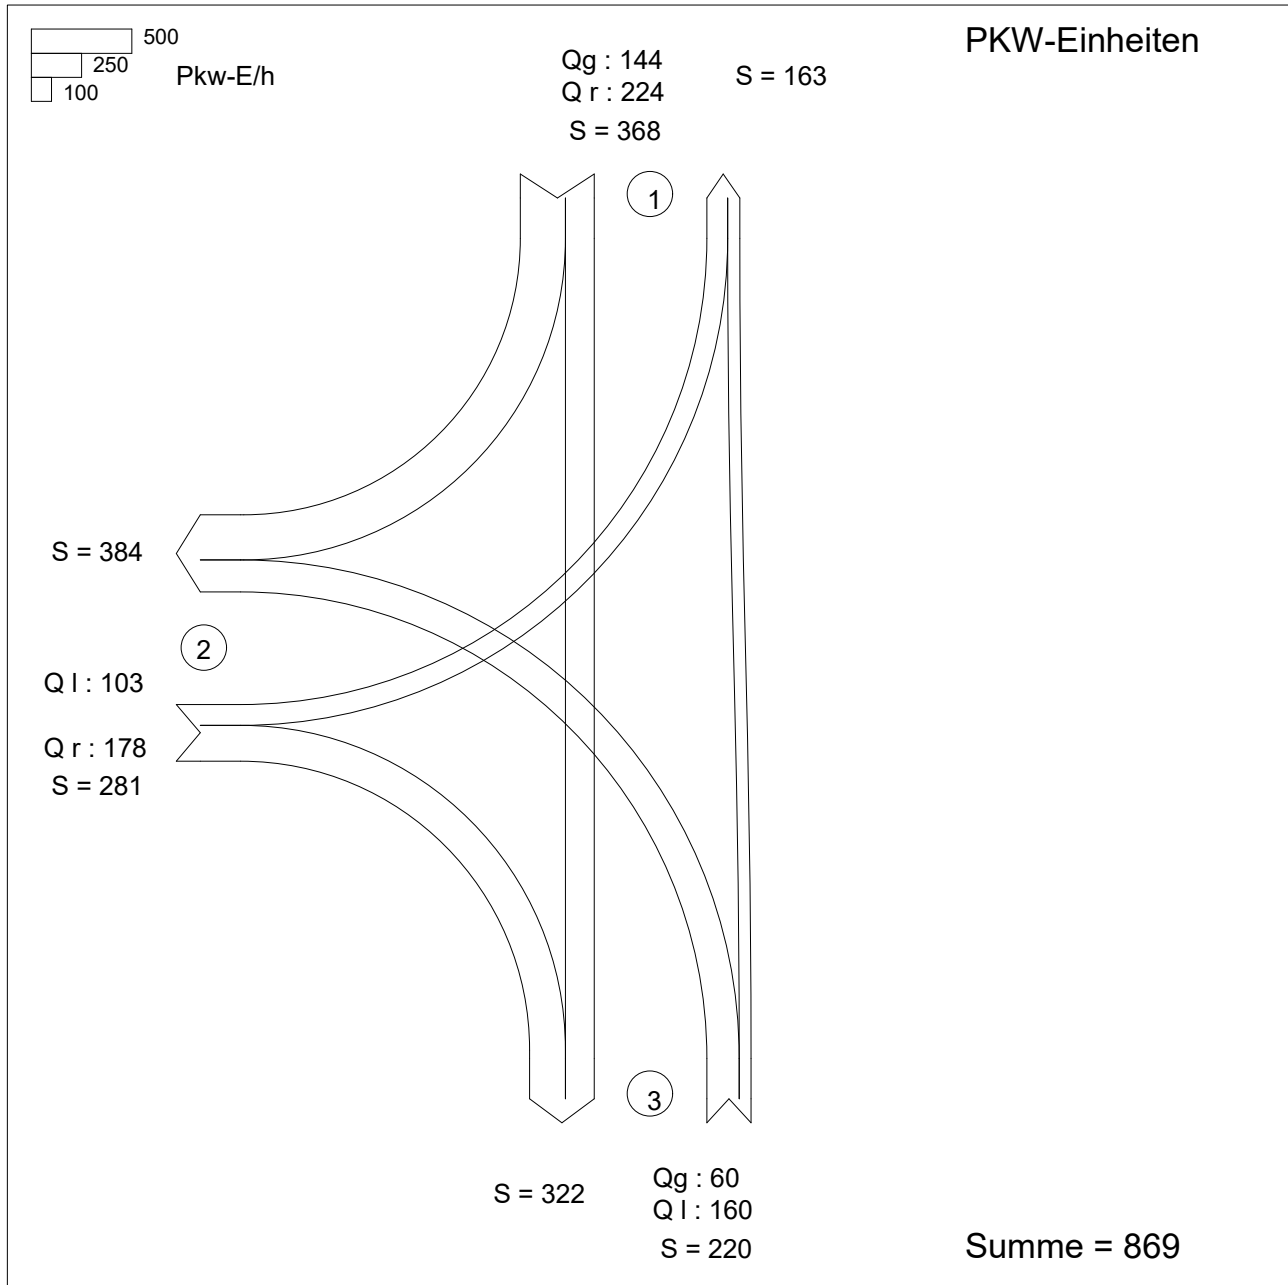 500
250
100
Pkw-E/h
PKW-Einheiten
Qg : 144
Q r : 224
S = 368
S = 163
1
S = 384
2
Q l : 103
Q r : 178
S = 281
3
S = 322
Qg : 60
Q l : 160
S = 220
Summe = 869